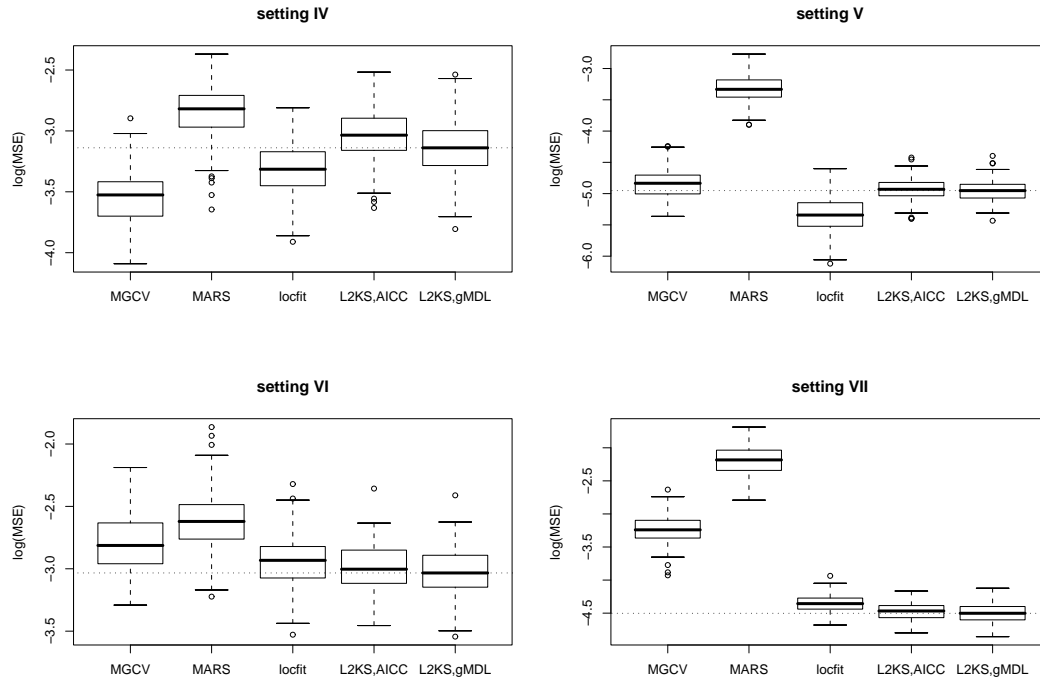 setting IV
log(MSE)
−2.5
−3.0
−3.5
−4.0
MGCV MARS locfit L2KS,AICC L2KS,gMDL
setting V
log(MSE)
−3.0
−4.0
−5.0
−6.0
MGCV MARS locfit L2KS,AICC L2KS,gMDL
setting VI
log(MSE)
−2.0
−2.5
−3.0
−3.5
MGCV MARS locfit L2KS,AICC L2KS,gMDL
setting VII
log(MSE)
−2.5
−3.5
−4.5
MGCV MARS locfit L2KS,AICC L2KS,gMDL